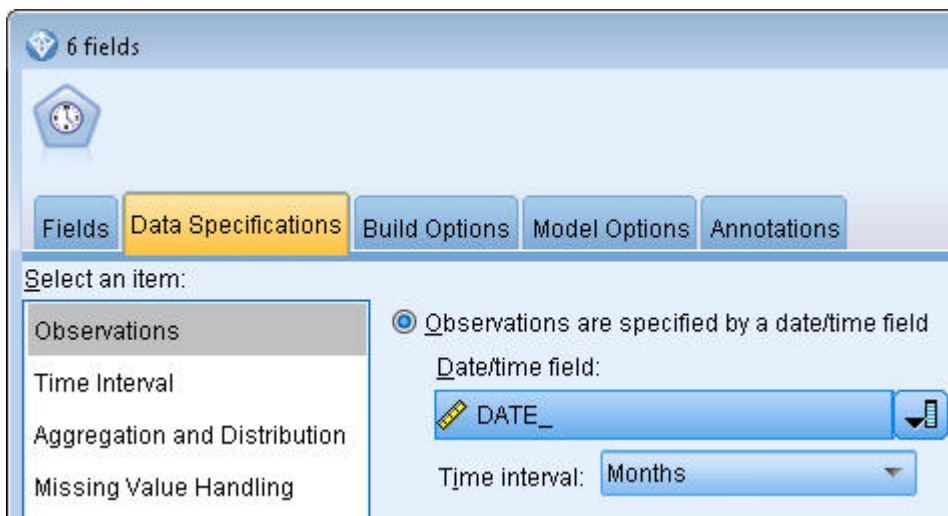 6 fields
Fields Data Specifications Build Options Model Options Annotations
Select an item:
Observations
Time Interval
Aggregation and Distribution
Missing Value Handling
Observations are specified by a date/time field
Date/time field:
DATE_
Time interval: Months